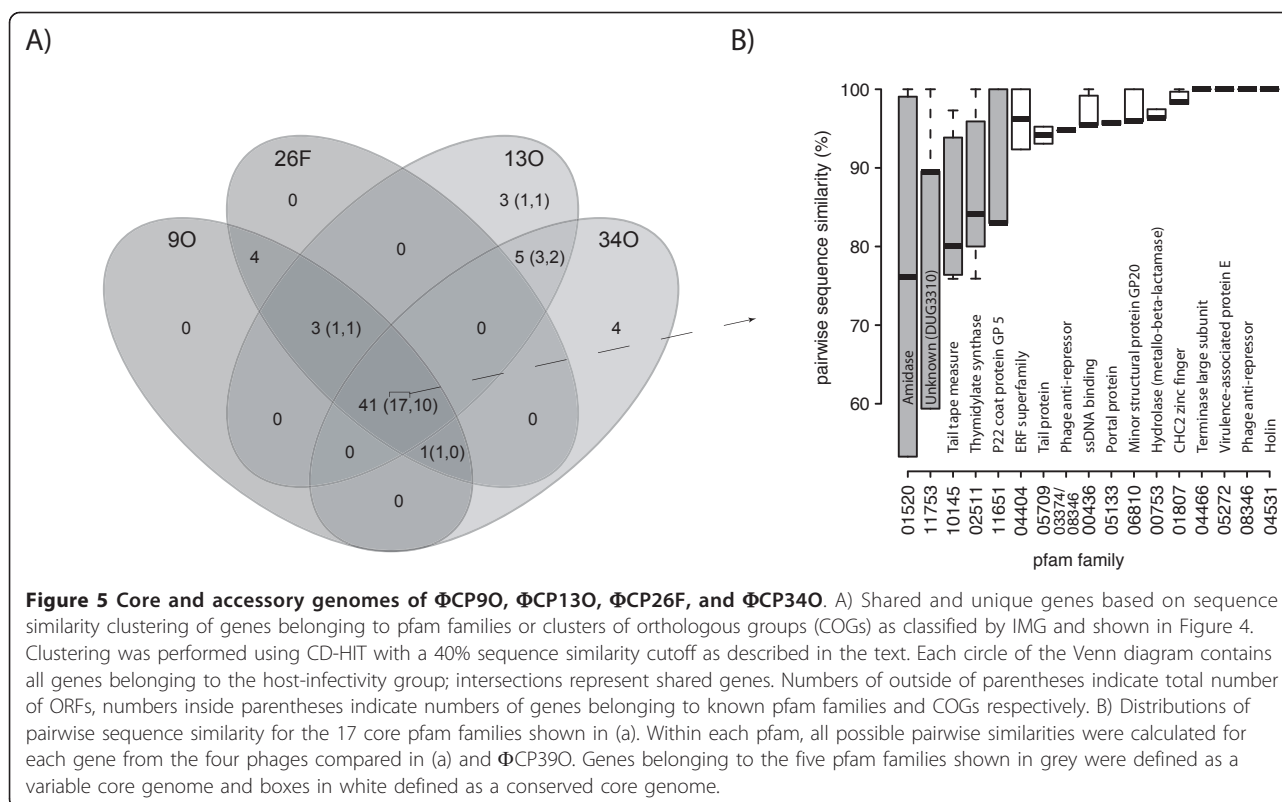 A)
B)
26F
13O
9O
34O
0
3 (1,1)
4
0
5 (3,2)
0
3 (1,1)
0
4
41 (17,10)
0
0
0
1(1,0)
0
pairwise sequence similarity (%)
100
90
80
70
60
Amidase
Unknown (DUG3310)
Tail tape measure
Thymidylate synthase
P22 coat protein GP 5
ERF superfamily
Tail protein
Phage anti-repressor
ssDNA binding
Portal protein
Minor structural protein GP20
Hydrolase (metallo-beta-lactamase)
CHC2 zinc finger
Terminase large subunit
Virulence-associated protein E
Phage anti-repressor
Holin
01520
11753
10145
02511
11651
04404
05709
03374/
08346
00436
05133
06810
00753
01807
04466
05272
08346
04531
pfam family
Figure 5 Core and accessory genomes of ΦCP9O, ΦCP13O, ΦCP26F, and ΦCP34O. A) Shared and unique genes based on sequence
similarity clustering of genes belonging to pfam families or clusters of orthologous groups (COGs) as classified by IMG and shown in Figure 4.
Clustering was performed using CD-HIT with a 40% sequence similarity cutoff as described in the text. Each circle of the Venn diagram contains
all genes belonging to the host-infectivity group; intersections represent shared genes. Numbers of outside of parentheses indicate total number
of ORFs, numbers inside parentheses indicate numbers of genes belonging to known pfam families and COGs respectively. B) Distributions of
pairwise sequence similarity for the 17 core pfam families shown in (a). Within each pfam, all possible pairwise similarities were calculated for
each gene from the four phages compared in (a) and ΦCP39O. Genes belonging to the five pfam families shown in grey were defined as a
variable core genome and boxes in white defined as a conserved core genome.